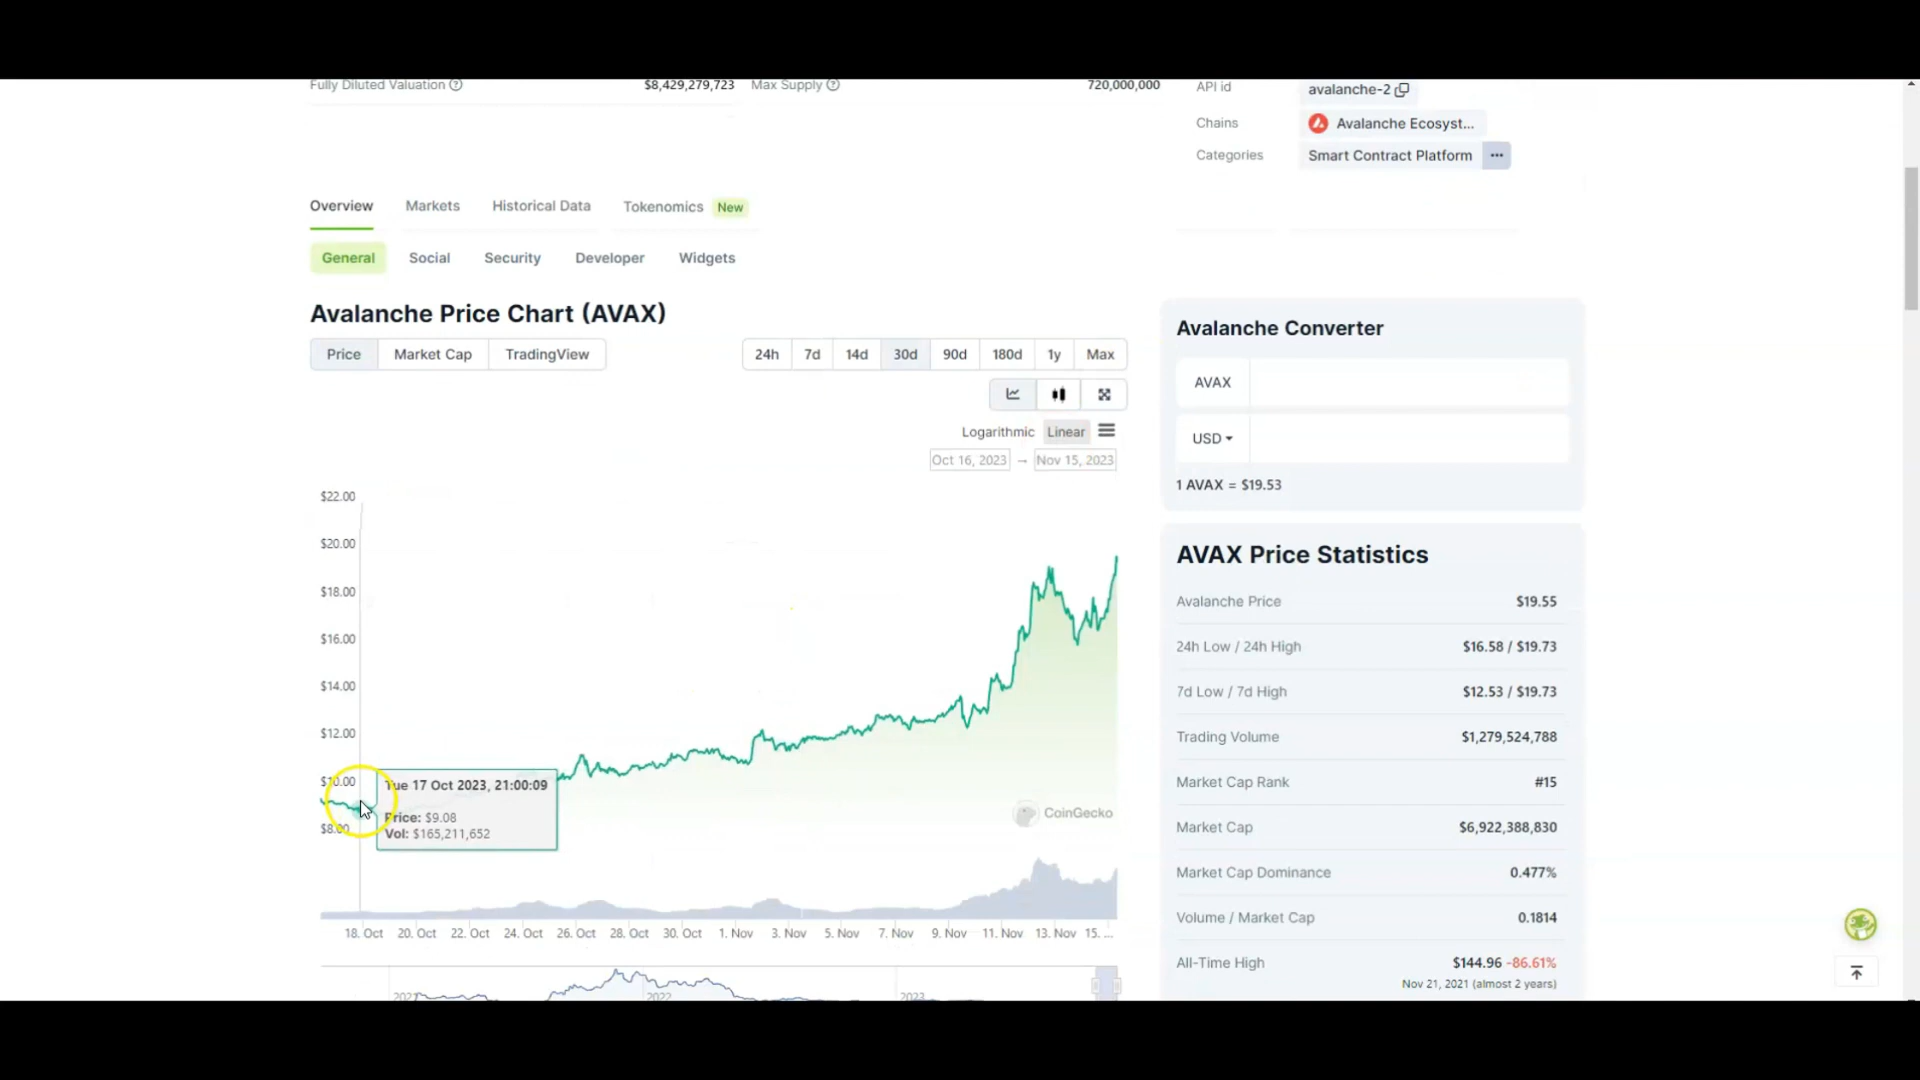 Fully Diluted Valuation $8,429,279,723 Max Supply 720,000,000
API id avalanche-2
Chains Avalanche Ecosyst...
Categories Smart Contract Platform ...
Overview Markets Historical Data Tokenomics New
General Social Security Developer Widgets
Avalanche Price Chart (AVAX)
Price Market Cap TradingView 24h 7d 14d 30d 90d 180d 1y Max
Logarithmic Linear
Oct 16, 2023 → Nov 15, 2023
$22.00
$20.00
$18.00
$16.00
$14.00
$12.00
$10.00
$8.00
Tue 17 Oct 2023, 21:00:09
Price: $9.08
Vol: $165,211,652
CoinGecko
18. Oct 20. Oct 22. Oct 24. Oct 26. Oct 28. Oct 30. Oct 1. Nov 3. Nov 5. Nov 7. Nov 9. Nov 11. Nov 13. Nov 15. ...
2022 2023
Avalanche Converter
AVAX
USD
1 AVAX = $19.53
AVAX Price Statistics
Avalanche Price $19.55
24h Low / 24h High $16.58 / $19.73
7d Low / 7d High $12.53 / $19.73
Trading Volume $1,279,524,788
Market Cap Rank #15
Market Cap $6,922,388,830
Market Cap Dominance 0.477%
Volume / Market Cap 0.1814
All-Time High $144.96 -86.61%
Nov 21, 2021 (almost 2 years)